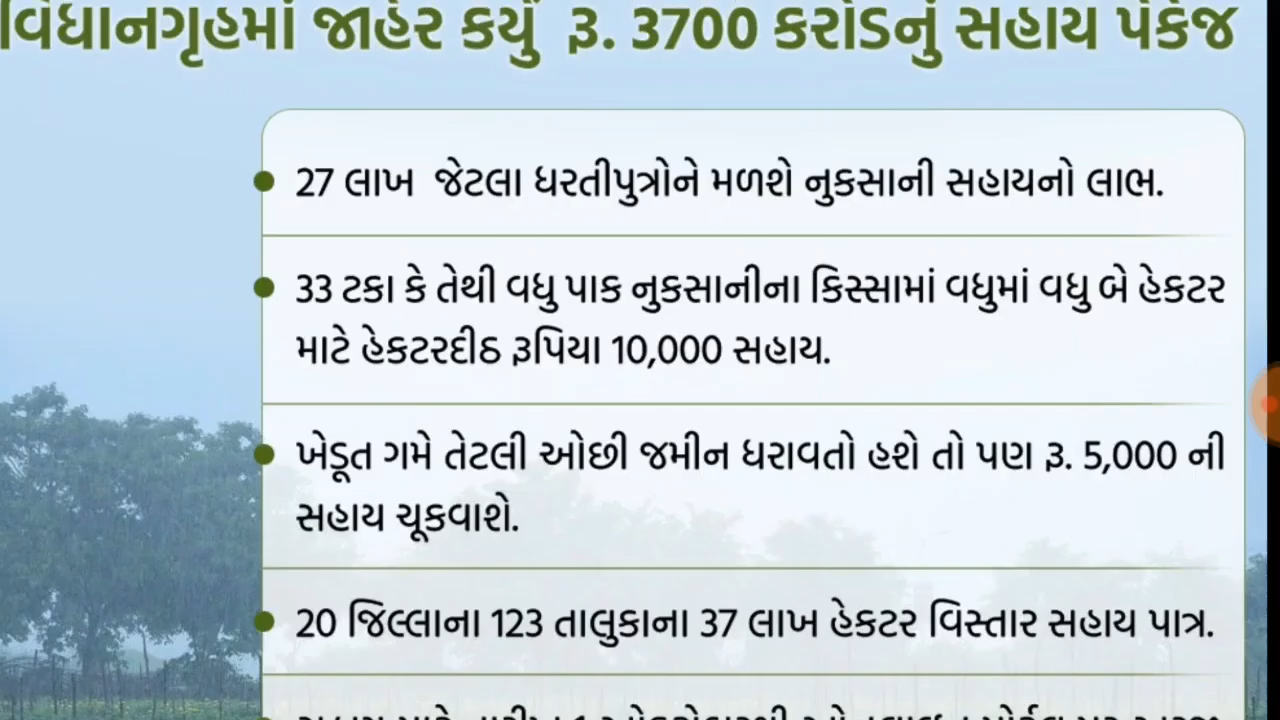 વિધાનગૃહમાં જાહેર કર્યું રૂ. 3700 કરોડનું સહાય પેકેજ
27 લાખ જેટલા ધરતીપુત્રોને મળશે નુકસાની સહાયનો લાભ.
33 ટકા કે તેથી વધુ પાક નુકસાનીના કિસ્સામાં વધુમાં વધુ બે હેકટર
માટે હેકટરદીઠ રૂપિયા 10,000 સહાય.
ખેડૂત ગમે તેટલી ઓછી જમીન ધરાવતો હશે તો પણ રૂ. 5,000 ની
સહાય ચૂકવાશે.
20 જિલ્લાના 123 તાલુકાના 37 લાખ હેકટર વિસ્તાર સહાય પાત્ર.